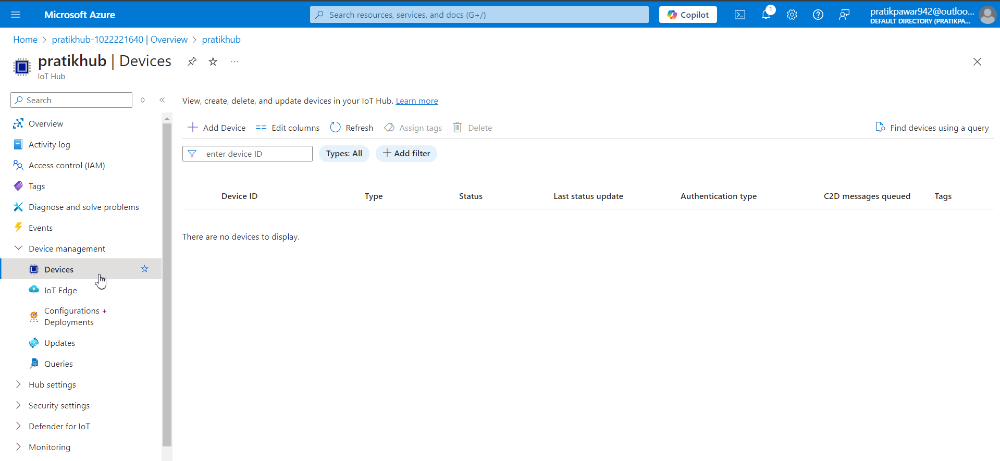 Microsoft Azure
Search resources, services, and docs (G+/)
Copilot
1
pratikpawar942@outloo...
DEFAULT DIRECTORY (PRATIKPA...
Home > pratikhub-1022221640 | Overview > pratikhub
pratikhub | Devices
...
IoT Hub
Search
View, create, delete, and update devices in your IoT Hub. Learn more
Overview
Activity log
Access control (IAM)
Tags
Diagnose and solve problems
Events
Device management
Devices
IoT Edge
Configurations +
Deployments
Updates
Queries
Hub settings
Security settings
Defender for IoT
Monitoring
Add Device Edit columns Refresh Assign tags Delete Find devices using a query
enter device ID Types: All Add filter
Device ID Type Status Last status update Authentication type C2D messages queued Tags
There are no devices to display.